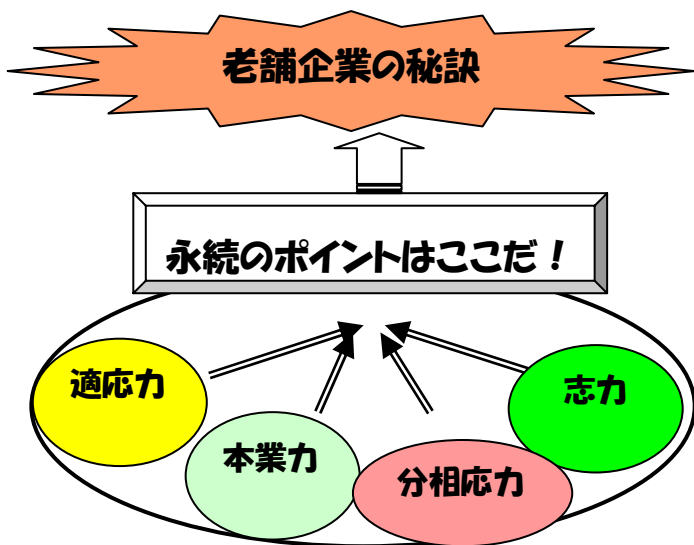 老舗企業の秘訣
永続のポイントはここだ！
適応力
本業力
分相応力
志力